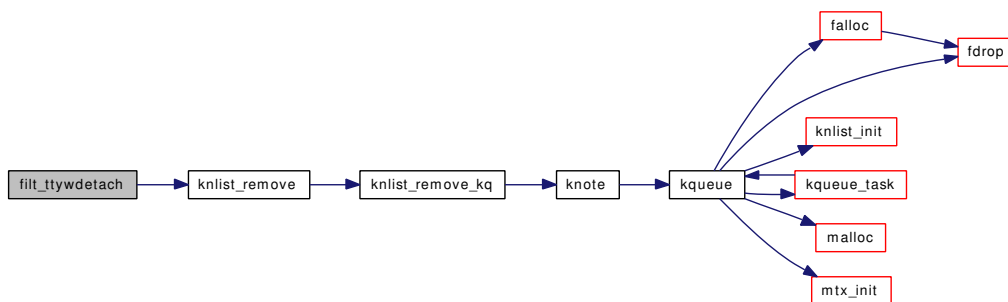 falloc
fdrop
knlist_init
filt_ttywdetach
knlist_remove
knlist_remove_kq
knote
kqueue
kqueue_task
malloc
mtx_init